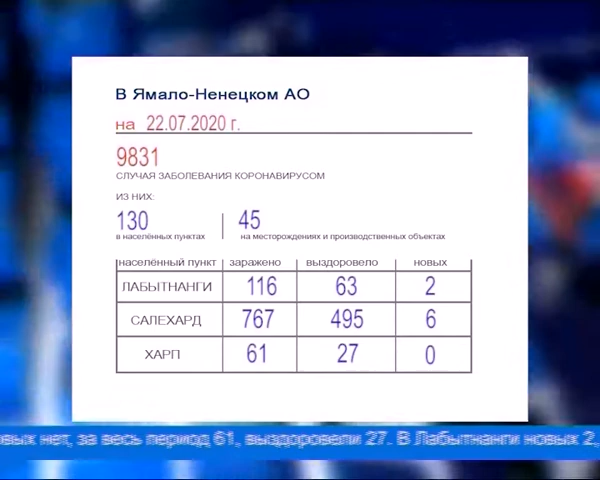 В Ямало-Ненецком АО
на 22.07.2020 г.
9831
СЛУЧАЯ ЗАБОЛЕВАНИЯ КОРОНАВИРУСОМ
ИЗ НИХ:
130 45
в населённых пунктах на месторождениях и производственных объектах
населённый пункт заражено выздоровело новых
ЛАБЫТНАНГИ 116 63 2
САЛЕХАРД 767 495 6
ХАРП 61 27 0
овых нет, за весь период 61, выздоровели 27. В Лабытнанги новых 2,